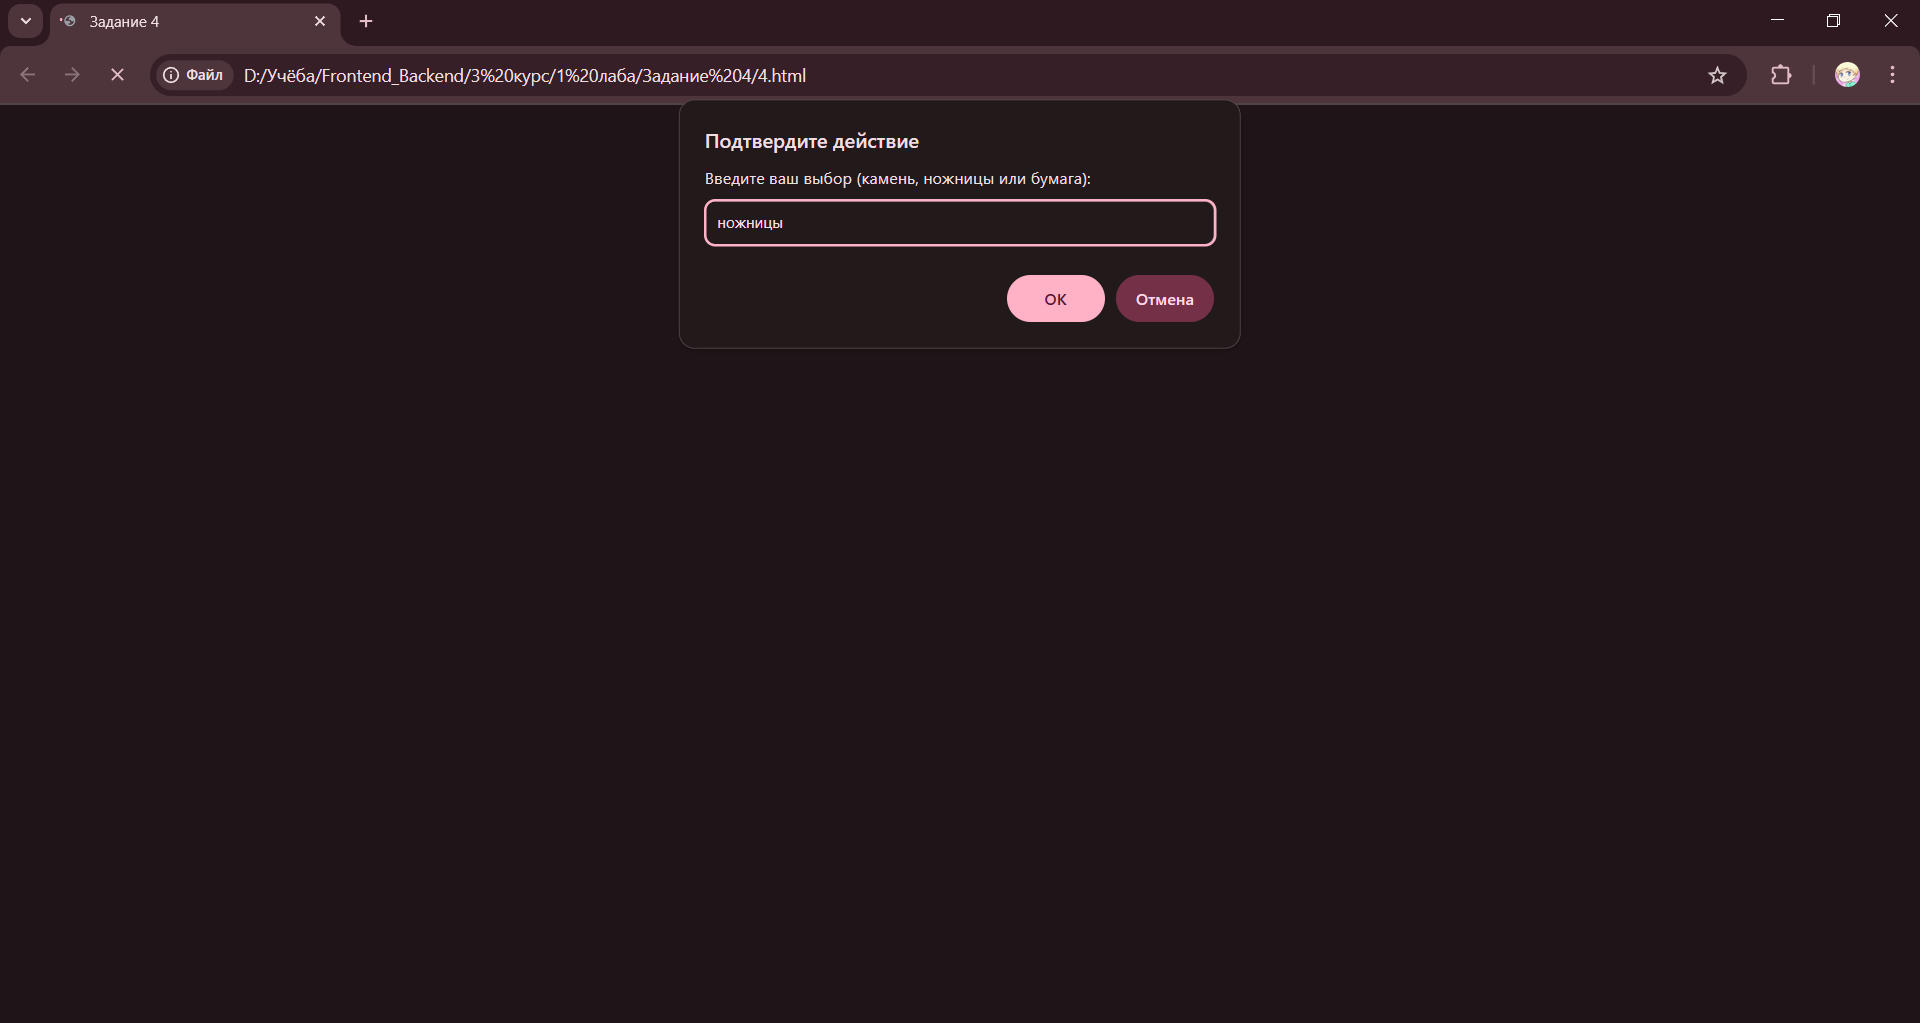 Задание 4
Файл
D:/Учёба/Frontend_Backend/3%20курс/1%20лаба/Задание%204/4.html
Подтвердите действие
Введите ваш выбор (камень, ножницы или бумага):
ножницы
ОК
Отмена